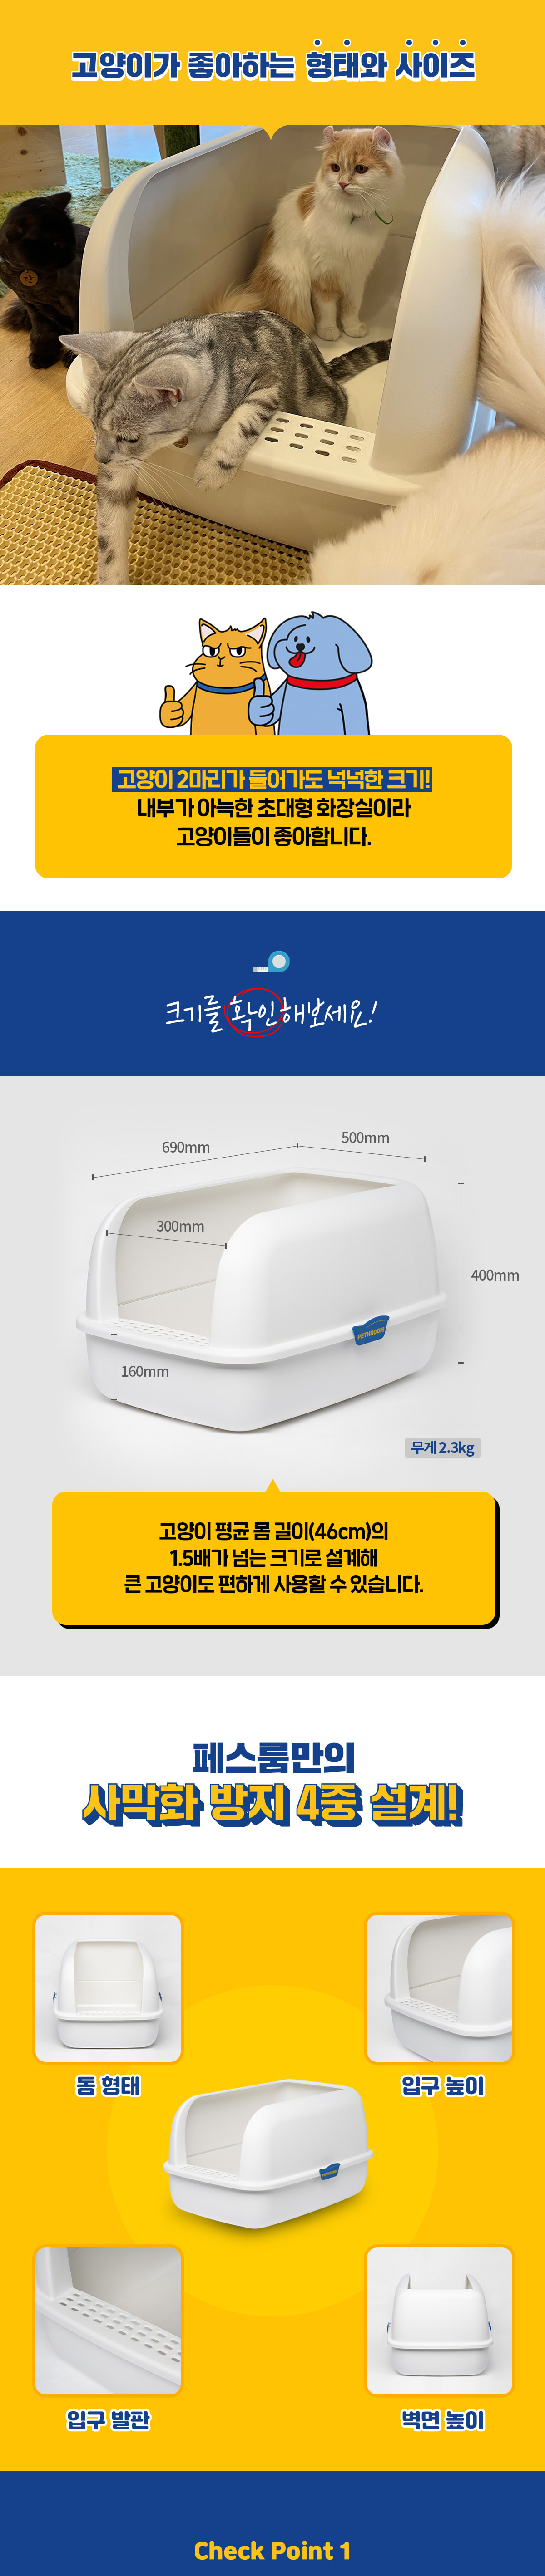 고양이가 좋아하는 형태와 사이즈
고양이 2마리가 들어가도 넉넉한 크기!
내부가 아늑한 초대형 화장실이라
고양이들이 좋아합니다.
크기를 확인해보세요!
690mm
500mm
300mm
400mm
160mm
PETHROOM
무게 2.3kg
고양이 평균 몸 길이(46cm)의
1.5배가 넘는 크기로 설계해
큰 고양이도 편하게 사용할 수 있습니다.
페스룸만의
사막화 방지 4중 설계!
돔 형태
입구 높이
입구 발판
벽면 높이
Check Point 1